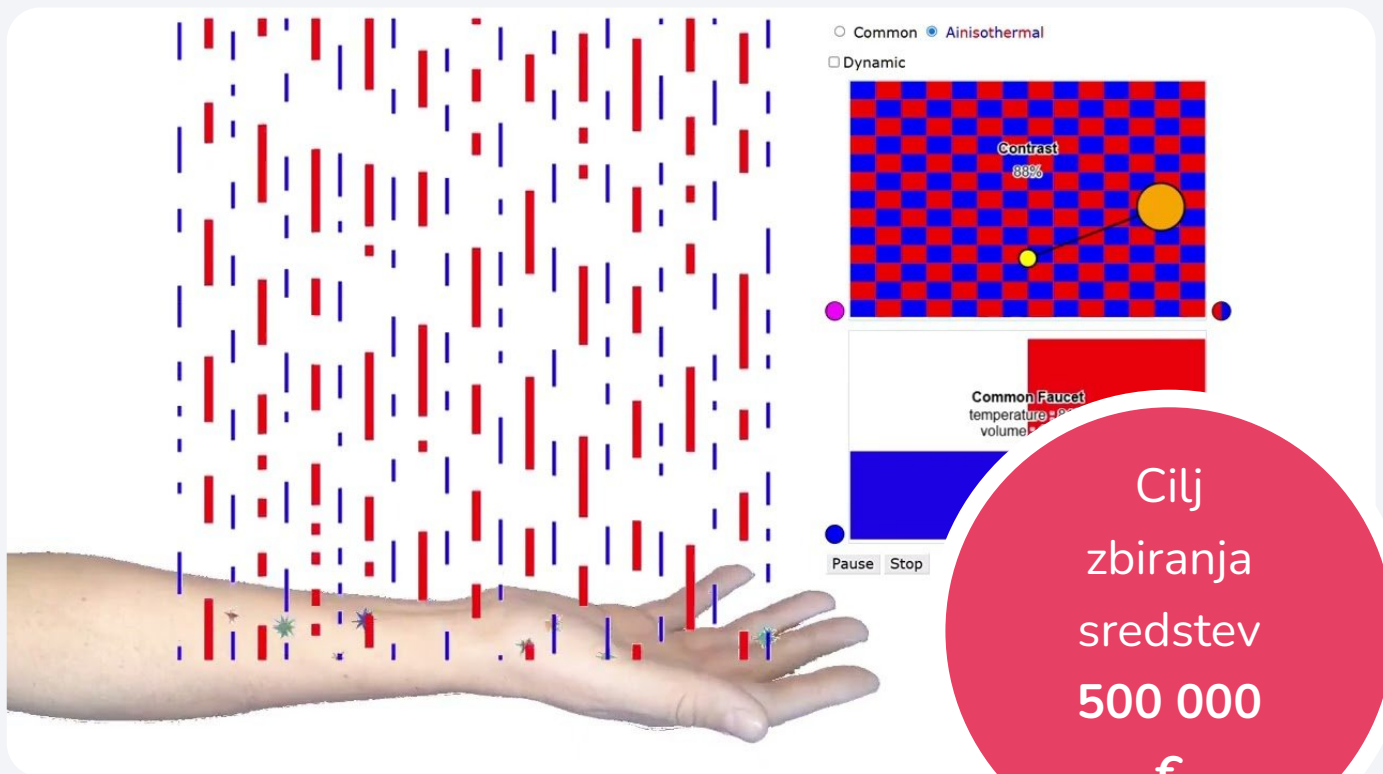 Common Ainisothermal
Dynamic
Contrast
88%
Common Faucet
temperature
volume
Pause Stop
Cilj
zbiranja
sredstev
500 000
€